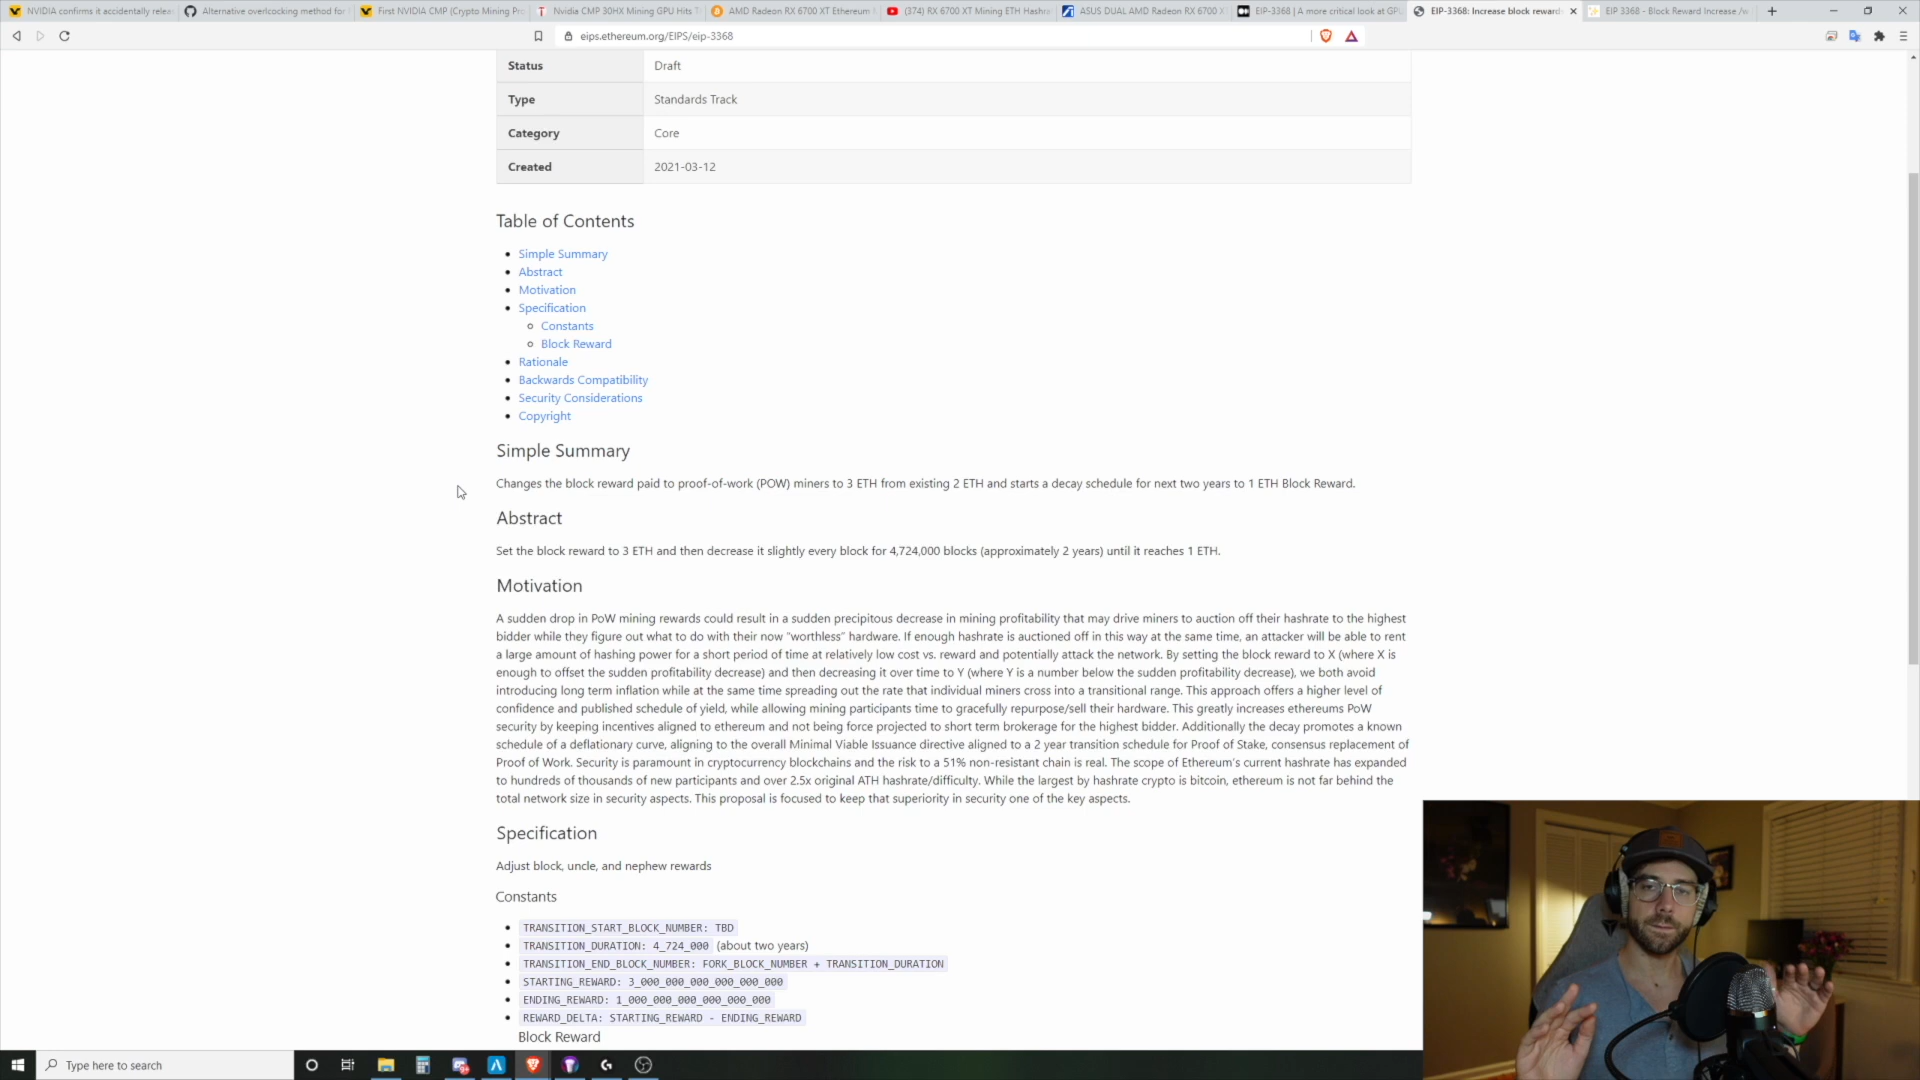 NVIDIA confirms it accidentally relea
Alternative overlcocking method for
First NVIDIA CMP (Crypto Mining Pr
Nvidia CMP 30HX Mining GPU Hits T
AMD Radeon RX 6700 XT Ethereum
(374) RX 6700 XT Mining ETH Hashra
ASUS DUAL AMD Radeon RX 6700 X
EIP-3368 | A more critical look at GPU
EIP-3368: Increase block reward
EIP 3368 - Block Reward Increase /w
eips.ethereum.org/EIPS/eip-3368
Status Draft
Type Standards Track
Category Core
Created 2021-03-12
Table of Contents
Simple Summary
Abstract
Motivation
Specification
Constants
Block Reward
Rationale
Backwards Compatibility
Security Considerations
Copyright
Simple Summary
Changes the block reward paid to proof-of-work (POW) miners to 3 ETH from existing 2 ETH and starts a decay schedule for next two years to 1 ETH Block Reward.
Abstract
Set the block reward to 3 ETH and then decrease it slightly every block for 4,724,000 blocks (approximately 2 years) until it reaches 1 ETH.
Motivation
A sudden drop in PoW mining rewards could result in a sudden precipitous decrease in mining profitability that may drive miners to auction off their hashrate to the highest
bidder while they figure out what to do with their now “worthless” hardware. If enough hashrate is auctioned off in this way at the same time, an attacker will be able to rent
a large amount of hashing power for a short period of time at relatively low cost vs. reward and potentially attack the network. By setting the block reward to X (where X is
enough to offset the sudden profitability decrease) and then decreasing it over time to Y (where Y is a number below the sudden profitability decrease), we both avoid
introducing long term inflation while at the same time spreading out the rate that individual miners cross into a transitional range. This approach offers a higher level of
confidence and published schedule of yield, while allowing mining participants time to gracefully repurpose/sell their hardware. This greatly increases ethereums PoW
security by keeping incentives aligned to ethereum and not being force projected to short term brokerage for the highest bidder. Additionally the decay promotes a known
schedule of a deflationary curve, aligning to the overall Minimal Viable Issuance directive aligned to a 2 year transition schedule for Proof of Stake, consensus replacement of
Proof of Work. Security is paramount in cryptocurrency blockchains and the risk to a 51% non-resistant chain is real. The scope of Ethereum’s current hashrate has expanded
to hundreds of thousands of new participants and over 2.5x original ATH hashrate/difficulty. While the largest by hashrate crypto is bitcoin, ethereum is not far behind the
total network size in security aspects. This proposal is focused to keep that superiority in security one of the key aspects.
Specification
Adjust block, uncle, and nephew rewards
Constants
TRANSITION_START_BLOCK_NUMBER: TBD
TRANSITION_DURATION: 4_724_000 (about two years)
TRANSITION_END_BLOCK_NUMBER: FORK_BLOCK_NUMBER + TRANSITION_DURATION
STARTING_REWARD: 3_000_000_000_000_000_000
ENDING_REWARD: 1_000_000_000_000_000_000
REWARD_DELTA: STARTING_REWARD - ENDING_REWARD
Block Reward
Type here to search